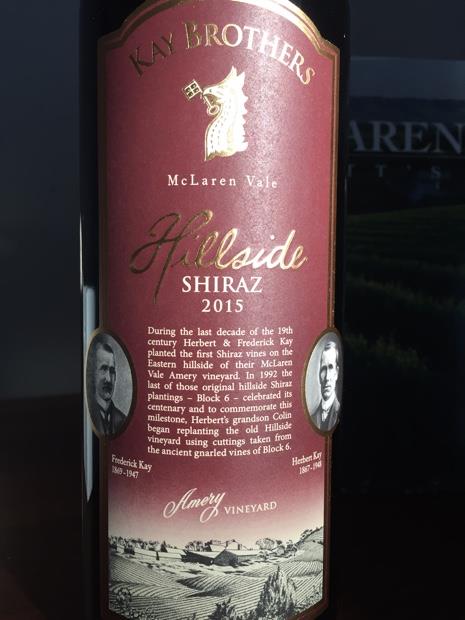 KAY BROTHERS
McLaren Vale
Hillside
SHIRAZ
2015
During the last decade of the 19th
century Herbert & Frederick Kay
planted the first Shiraz vines on the
Eastern hillside of their McLaren
Vale Amery vineyard. In 1992 the
last of those original hillside Shiraz
plantings – Block 6 – celebrated its
centenary and to commemorate this
milestone, Herbert's grandson Colin
began replanting the old Hillside
vineyard using cuttings taken from
the ancient gnarled vines of Block 6.
Frederick Kay
1869-1947
Herbert Kay
1867-1948
Amery VINEYARD
AREN
TT'S